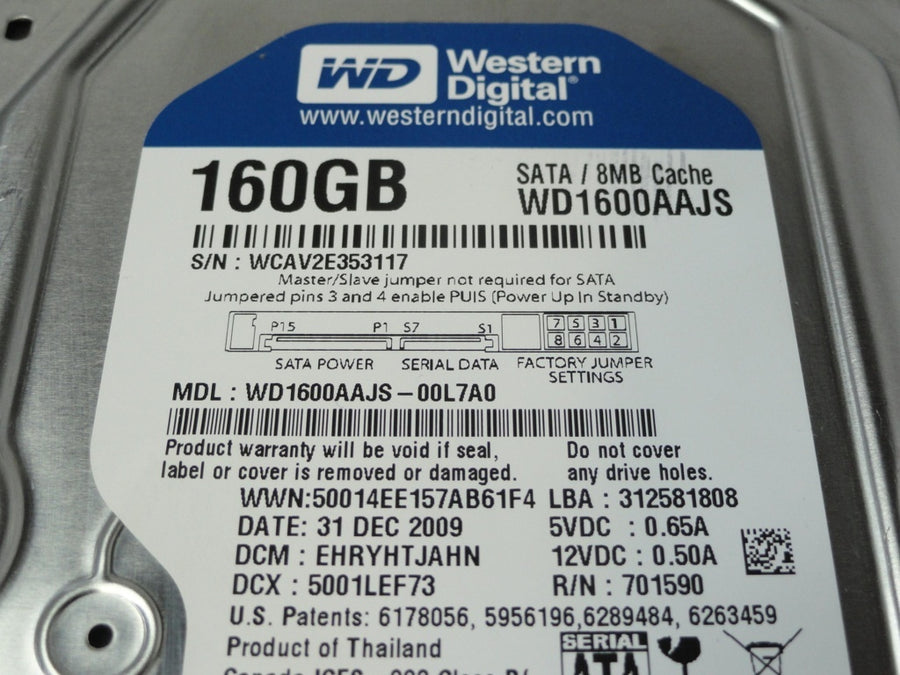 WD Western
Digital®
www.westerndigital.com
160GB SATA / 8MB Cache
WD1600AAJS
S/N : WCAV2E353117
Master/Slave jumper not required for SATA
Jumpered pins 3 and 4 enable PUIS (Power Up In Standby)
P15 P1 S7 S1 7 5 3 1
8 6 4 2
SATA POWER SERIAL DATA FACTORY JUMPER
SETTINGS
MDL : WD1600AAJS – 00L7A0
Product warranty will be void if seal, Do not cover
label or cover is removed or damaged. any drive holes.
WWN:50014EE157AB61F4 LBA : 312581808
DATE: 31 DEC 2009 5VDC : 0.65A
DCM : EHRYHTJAHN 12VDC : 0.50A
DCX : 5001LEF73 R/N : 701590
U.S. Patents: 6178056, 5956196,6289484, 6263459
Product of Thailand SERIAL
ATA